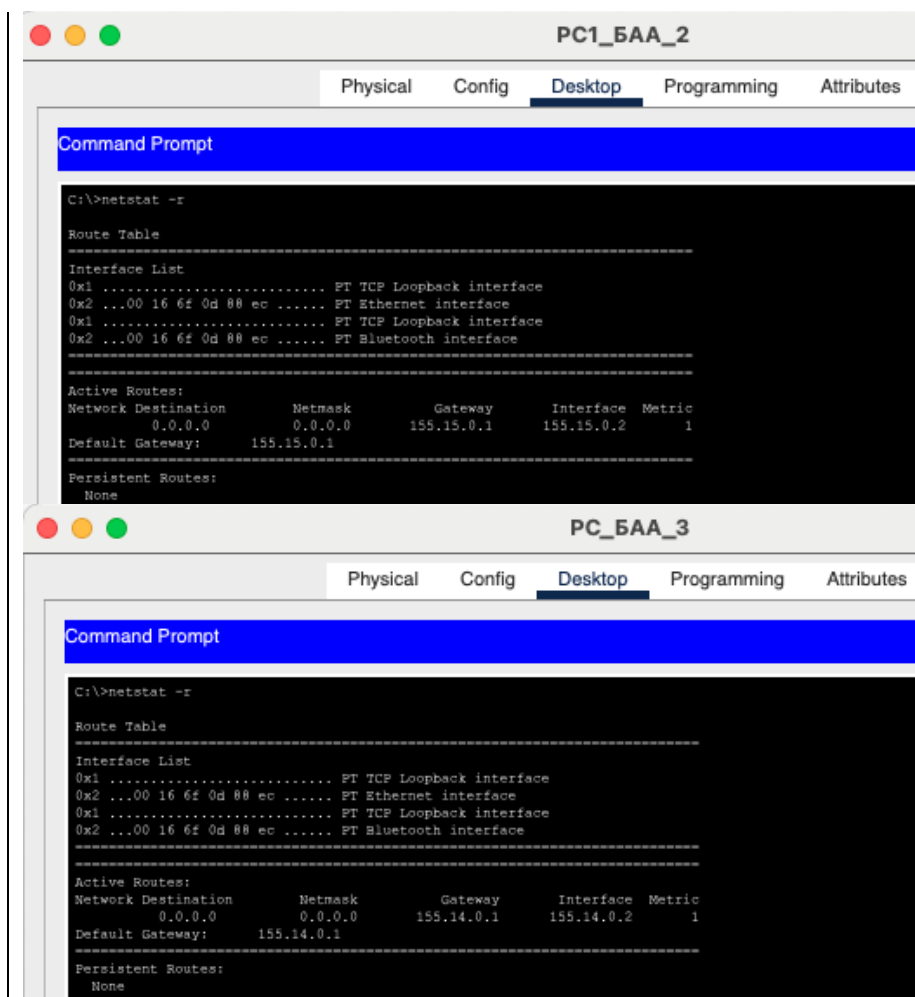 PC1_БАА_2
Physical Config Desktop Programming Attributes
Command Prompt
C:\>netstat -r
Route Table
===========================================================================
Interface List
0x1 ........................... PT TCP Loopback interface
0x2 ...00 16 6f 0d 88 ec ...... PT Ethernet interface
0x1 ........................... PT TCP Loopback interface
0x2 ...00 16 6f 0d 88 ec ...... PT Bluetooth interface
===========================================================================
===========================================================================
Active Routes:
Network Destination Netmask Gateway Interface Metric
0.0.0.0 0.0.0.0 155.15.0.1 155.15.0.2 1
Default Gateway: 155.15.0.1
===========================================================================
Persistent Routes:
None
PC_БАА_3
Physical Config Desktop Programming Attributes
Command Prompt
C:\>netstat -r
Route Table
===========================================================================
Interface List
0x1 ........................... PT TCP Loopback interface
0x2 ...00 16 6f 0d 88 ec ...... PT Ethernet interface
0x1 ........................... PT TCP Loopback interface
0x2 ...00 16 6f 0d 88 ec ...... PT Bluetooth interface
===========================================================================
===========================================================================
Active Routes:
Network Destination Netmask Gateway Interface Metric
0.0.0.0 0.0.0.0 155.14.0.1 155.14.0.2 1
Default Gateway: 155.14.0.1
===========================================================================
Persistent Routes:
None